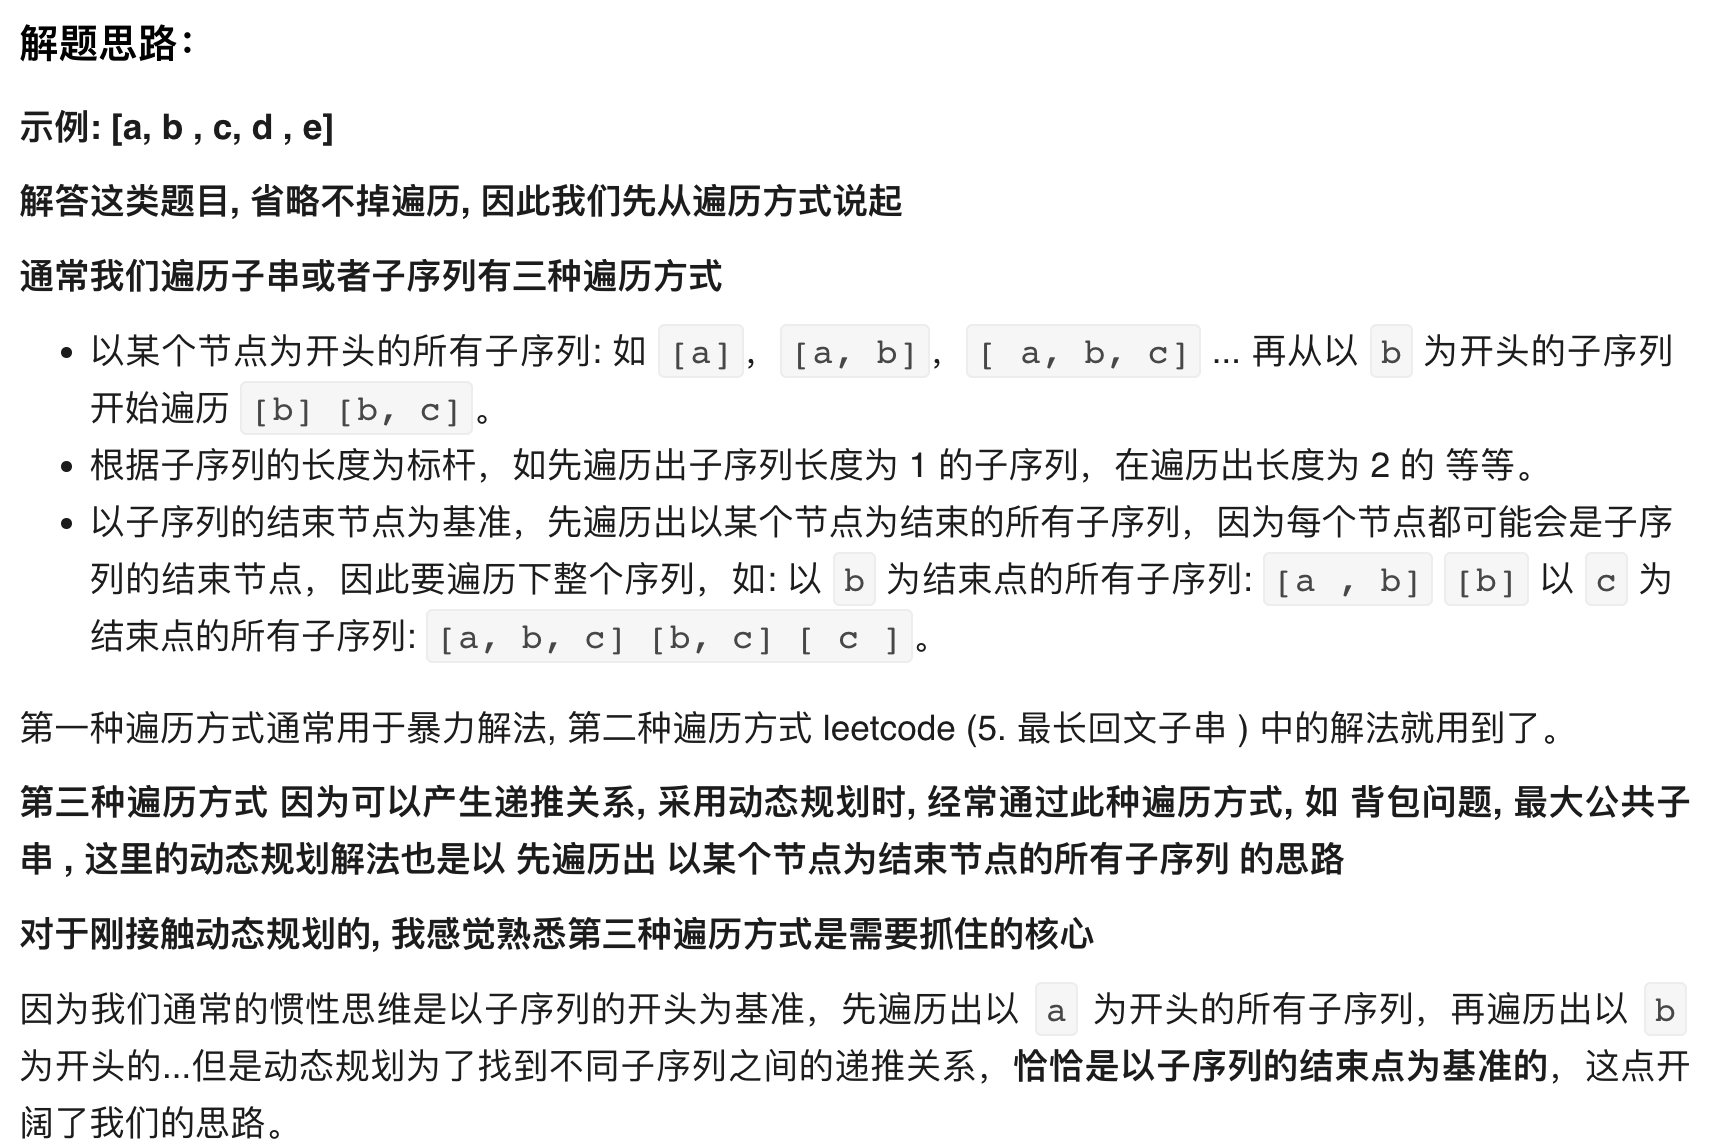 解题思路：
示例: [a, b , c, d , e]
解答这类题目, 省略不掉遍历, 因此我们先从遍历方式说起
通常我们遍历子串或者子序列有三种遍历方式
• 以某个节点为开头的所有子序列: 如 [a]， [a, b]， [ a, b, c] ... 再从以 b 为开头的子序列
开始遍历 [b] [b, c]。
• 根据子序列的长度为标杆，如先遍历出子序列长度为 1 的子序列，在遍历出长度为 2 的 等等。
• 以子序列的结束节点为基准，先遍历出以某个节点为结束的所有子序列，因为每个节点都可能会是子序
列的结束节点，因此要遍历下整个序列，如: 以 b 为结束点的所有子序列: [a , b] [b] 以 c 为
结束点的所有子序列: [a, b, c] [b, c] [ c ]。
第一种遍历方式通常用于暴力解法, 第二种遍历方式 leetcode (5. 最长回文子串 ) 中的解法就用到了。
第三种遍历方式 因为可以产生递推关系, 采用动态规划时, 经常通过此种遍历方式, 如 背包问题, 最大公共子
串 , 这里的动态规划解法也是以 先遍历出 以某个节点为结束节点的所有子序列 的思路
对于刚接触动态规划的, 我感觉熟悉第三种遍历方式是需要抓住的核心
因为我们通常的惯性思维是以子序列的开头为基准，先遍历出以 a 为开头的所有子序列，再遍历出以 b
为开头的...但是动态规划为了找到不同子序列之间的递推关系，恰恰是以子序列的结束点为基准的，这点开
阔了我们的思路。